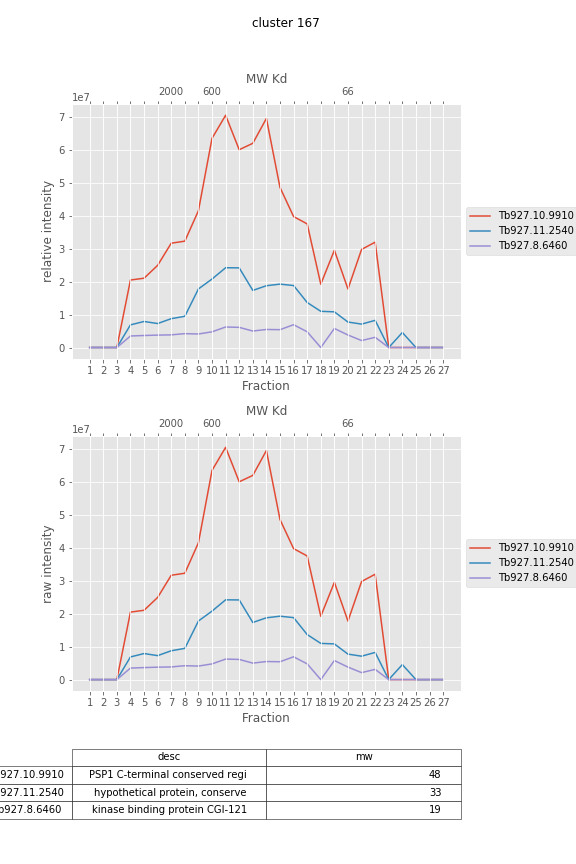 cluster 167
MW Kd
2000 600 66
1e7
7
6
5
4
3
2
1
0
relative intensity
Tb927.10.9910
Tb927.11.2540
Tb927.8.6460
1 2 3 4 5 6 7 8 9 10 11 12 13 14 15 16 17 18 19 20 21 22 23 24 25 26 27
Fraction
MW Kd
2000 600 66
1e7
7
6
5
4
3
2
1
0
raw intensity
Tb927.10.9910
Tb927.11.2540
Tb927.8.6460
1 2 3 4 5 6 7 8 9 10 11 12 13 14 15 16 17 18 19 20 21 22 23 24 25 26 27
Fraction
desc mw
927.10.9910 PSP1 C-terminal conserved regi 48
927.11.2540 hypothetical protein, conserve 33
b927.8.6460 kinase binding protein CGI-121 19